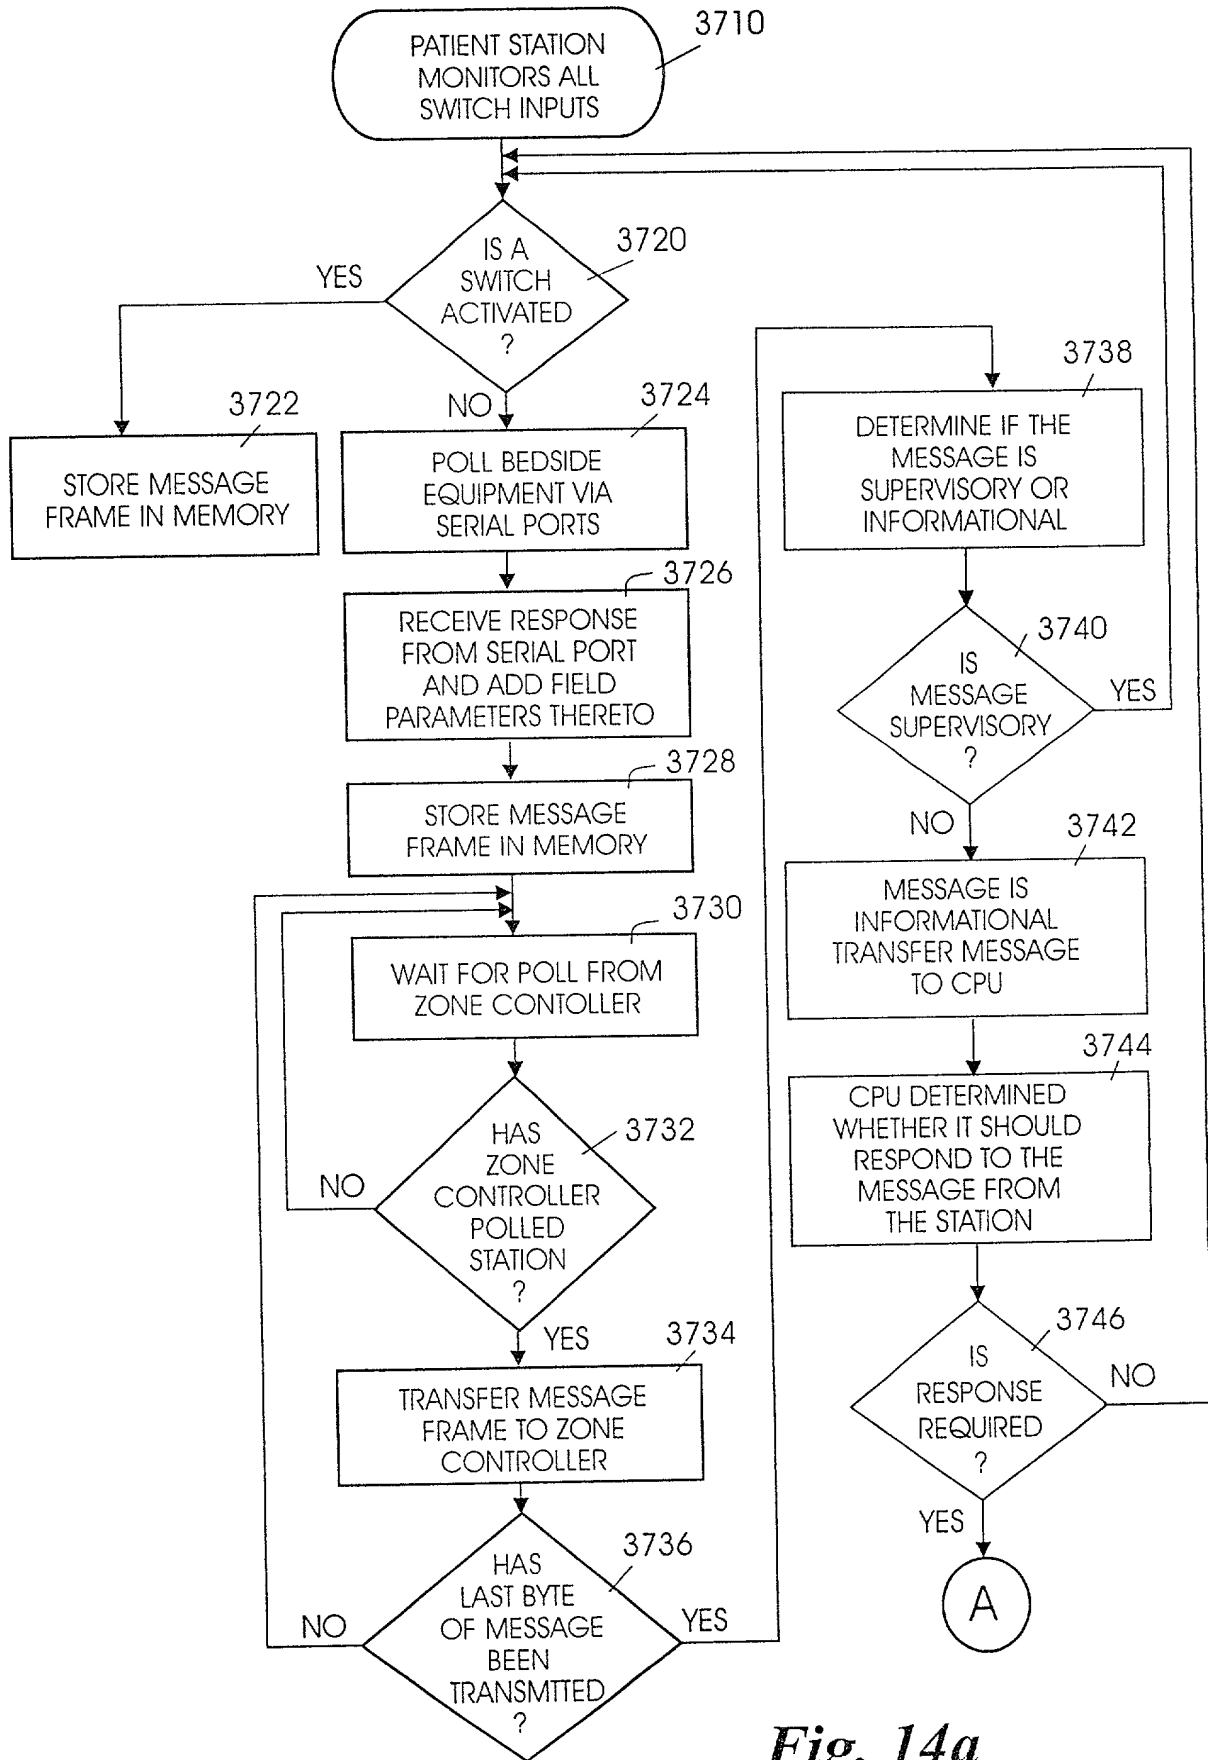 3710
PATIENT STATION
MONITORS ALL
SWITCH INPUTS
3720
IS A
SWITCH
ACTIVATED
?
YES
NO
3722
STORE MESSAGE
FRAME IN MEMORY
3724
POLL BEDSIDE
EQUIPMENT VIA
SERIAL PORTS
3726
RECEIVE RESPONSE
FROM SERIAL PORT
AND ADD FIELD
PARAMETERS THERETO
3728
STORE MESSAGE
FRAME IN MEMORY
3730
WAIT FOR POLL FROM
ZONE CONTOLLER
3732
HAS
ZONE
CONTROLLER
POLLED
STATION
?
NO
YES
3734
TRANSFER MESSAGE
FRAME TO ZONE
CONTROLLER
3736
HAS
LAST BYTE
OF MESSAGE
BEEN
TRANSMTTED
?
NO
YES
3738
DETERMINE IF THE
MESSAGE IS
SUPERVISORY OR
INFORMATIONAL
3740
IS
MESSAGE
SUPERVISORY
?
YES
NO
3742
MESSAGE IS
INFORMATIONAL
TRANSFER MESSAGE
TO CPU
3744
CPU DETERMINED
WHETHER IT SHOULD
RESPOND TO THE
MESSAGE FROM
THE STATION
3746
IS
RESPONSE
REQUIRED
?
NO
YES
A
Fig. 14a